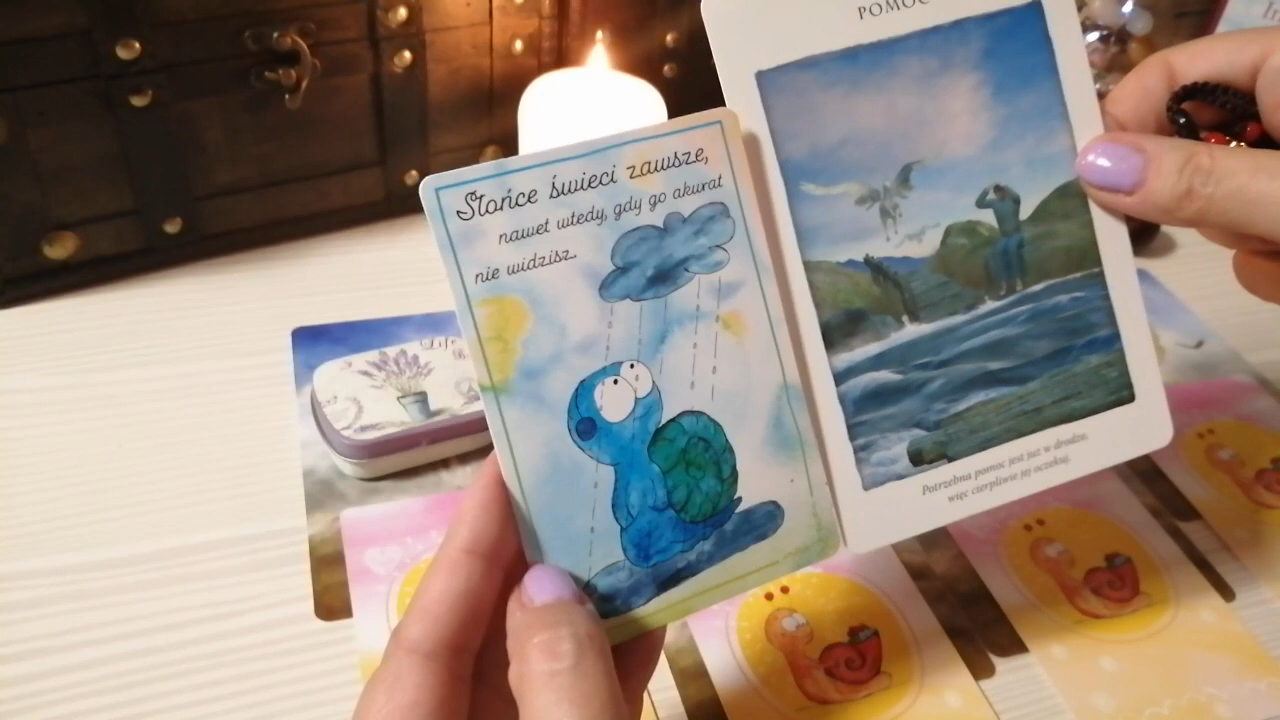 Słońce świeci zawsze,
nawet wtedy, gdy go akurat
nie widzisz.
POMOC
Potrzebna pomoc jest już w drodze,
więc cierpliwie jej oczekuj.
Life